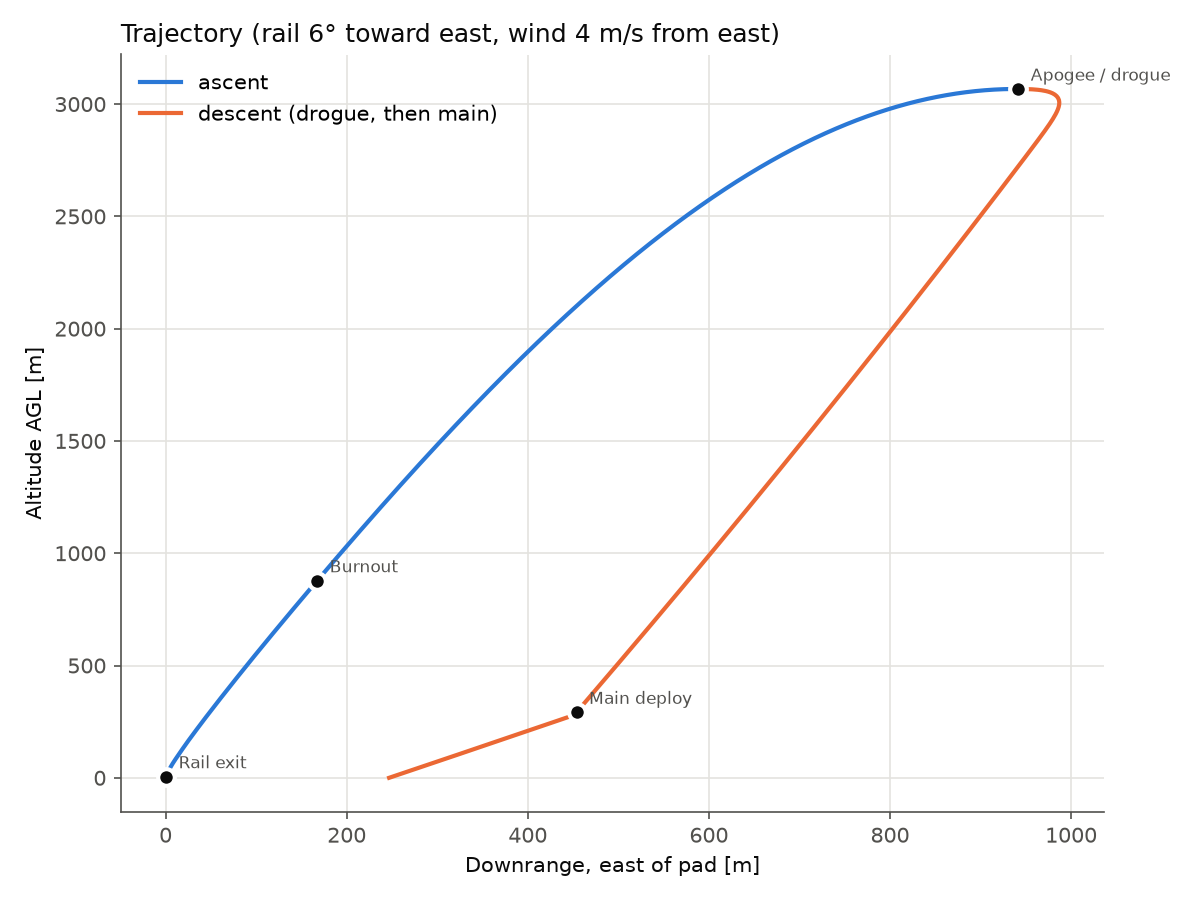 Trajectory (rail 6° toward east, wind 4 m/s from east)
ascent
descent (drogue, then main)
Apogee / drogue
Burnout
Main deploy
Rail exit
Altitude AGL [m]
3000
2500
2000
1500
1000
500
0
0 200 400 600 800 1000
Downrange, east of pad [m]